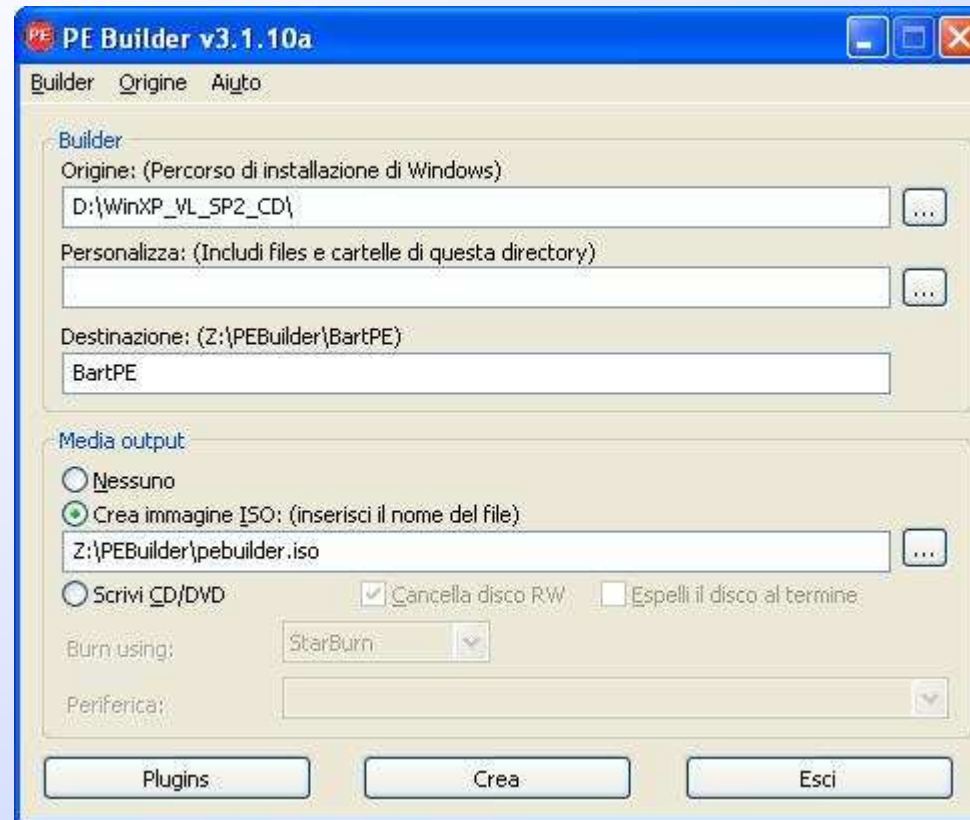 PE Builder v3.1.10a
Builder Origine Aiuto
Builder
Origine: (Percorso di installazione di Windows)
D:\WinXP_VL_SP2_CD\
...
Personalizza: (Includi files e cartelle di questa directory)
...
Destinazione: (Z:\PEBuilder\BartPE)
BartPE
Media output
Nessuno
Crea immagine ISO: (inserisci il nome del file)
Z:\PEBuilder\pebuilder.iso
...
Scrivi CD/DVD Cancella disco RW Espelli il disco al termine
Burn using: StarBurn
Periferica:
Plugins Crea Esci